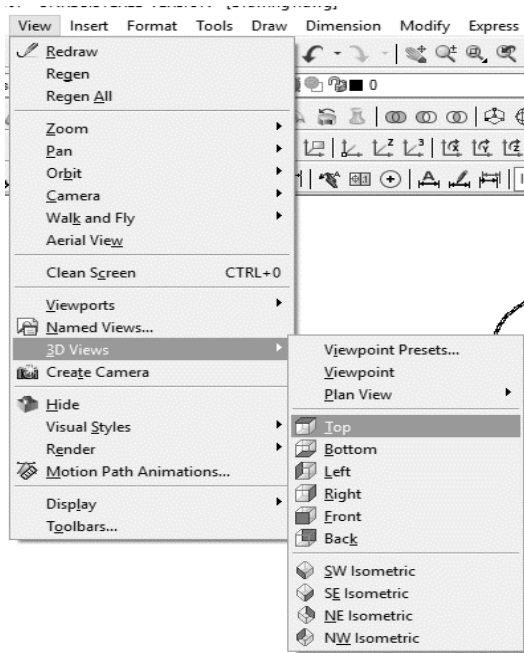 View Insert Format Tools Draw Dimension Modify Express
Redraw
Regen
Regen All
0
Zoom
Pan
Orbit
Camera
Walk and Fly
Aerial View
Clean Screen CTRL+0
Viewports
Named Views...
3D Views
Create Camera
Hide
Visual Styles
Render
Motion Path Animations...
Display
Toolbars...
Viewpoint Presets...
Viewpoint
Plan View
Top
Bottom
Left
Right
Front
Back
SW Isometric
SE Isometric
NE Isometric
NW Isometric